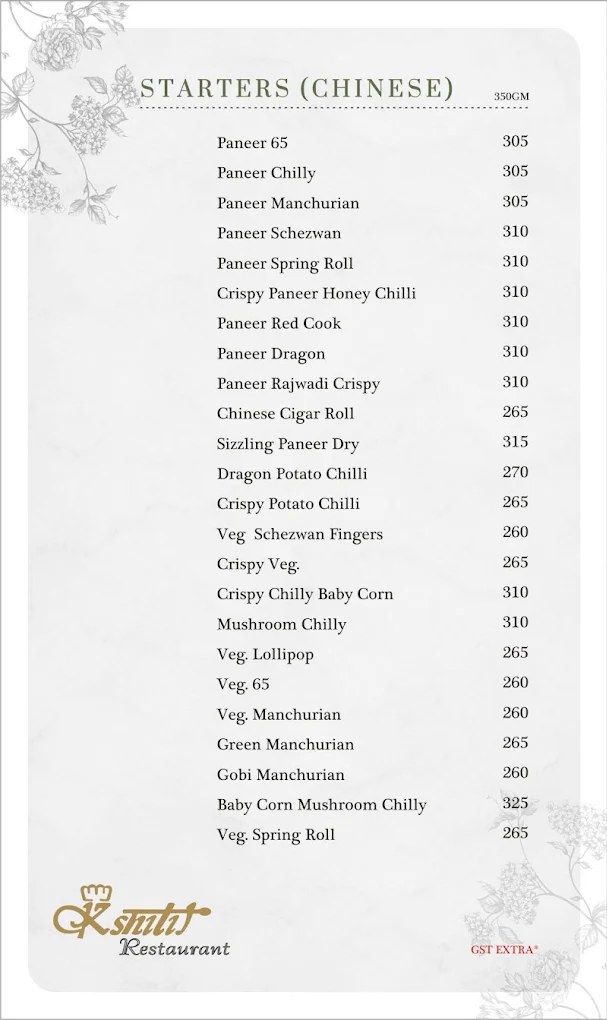 STARTERS (CHINESE) 350GM
Paneer 65 305
Paneer Chilly 305
Paneer Manchurian 305
Paneer Schezwan 310
Paneer Spring Roll 310
Crispy Paneer Honey Chilli 310
Paneer Red Cook 310
Paneer Dragon 310
Paneer Rajwadi Crispy 310
Chinese Cigar Roll 265
Sizzling Paneer Dry 315
Dragon Potato Chilli 270
Crispy Potato Chilli 265
Veg Schezwan Fingers 260
Crispy Veg. 265
Crispy Chilly Baby Corn 310
Mushroom Chilly 310
Veg. Lollipop 265
Veg. 65 260
Veg. Manchurian 260
Green Manchurian 265
Gobi Manchurian 260
Baby Corn Mushroom Chilly 325
Veg. Spring Roll 265
Kshitij
Restaurant
GST EXTRA*